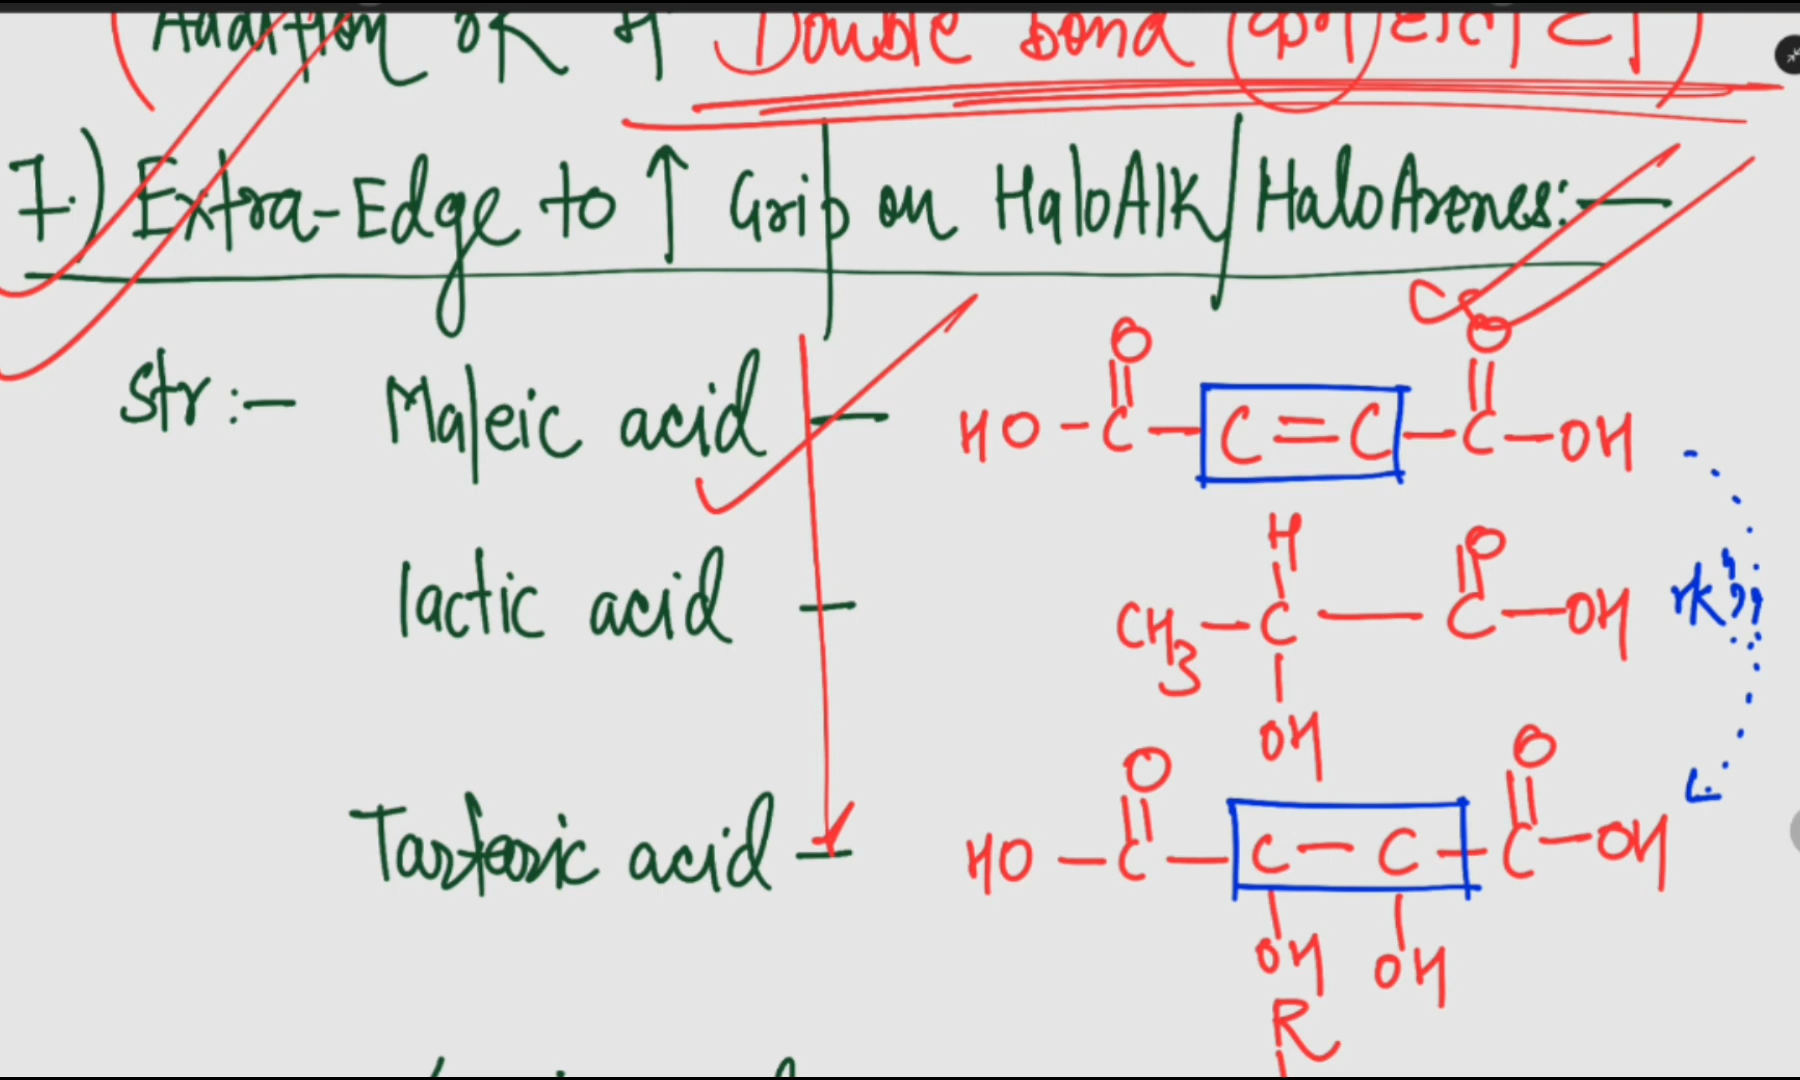 Double bond
7) Extra-Edge to ↑ Grip on HaloAlk/HaloArenes:-
Str:- Maleic acid - HO-C(=O)-C=C-C(=O)-OH
lactic acid - CH3-C(H)(OH)-C(=O)-OH
Tartaric acid - HO-C(=O)-C(OH)-C(OH)-C(=O)-OH
R